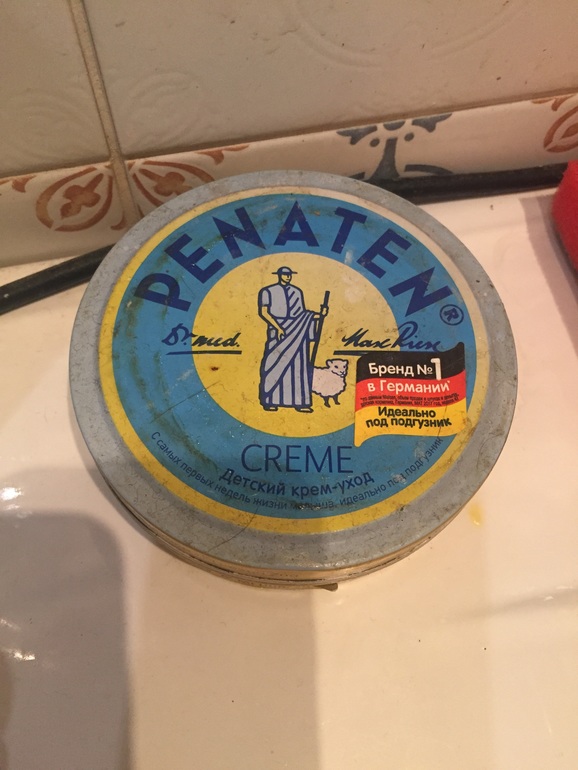 PENATEN®
Dr. med. Max Riese
Бренд №1
в Германии
Идеально
под подгузник
CREME
Детский крем-уход
С самых первых недель жизни идеально под подгузник